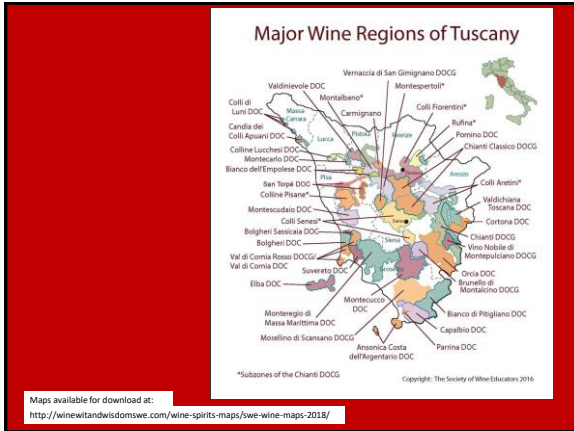 Major Wine Regions of Tuscany
Vernaccia di San Gimignano DOCG
Valdinievole DOC
Montespertoli*
Montalbano*
Colli Fiorentini*
Carmignano
Rufina*
Pomino DOC
Chianti Classico DOCG
Colli di
Luni DOC
Massa-
Carrara
Candia dei
Colli Apuani DOC
Lucca
Pistoia
Firenze
Colline Lucchesi DOC
Montecarlo DOC
Bianco dell'Empolese DOC
Pisa
Arezzo
San Torpè DOC
Colline Pisane*
Colli Aretini*
Montescudaio DOC
Valdichiana
Toscana DOC
Colli Senesi*
Siena
Cortona DOC
Bolgheri Sassicaia DOC
Chianti DOCG
Bolgheri DOC
Siena
Vino Nobile di
Montepulciano DOCG
Val di Cornia Rosso DOCG/
Val di Cornia DOC
Suvereto DOC
Grosseto
Orcia DOC
Brunello di
Montalcino DOCG
Elba DOC
Montecucco
DOC
Monteregio di
Massa Marittima DOC
Bianco di Pitigliano DOC
Morellino di Scansano DOCG
Capalbio DOC
Ansonica Costa
dell'Argentario DOC
Parrina DOC
*Subzones of the Chianti DOCG
Copyright: The Society of Wine Educators 2016
Maps available for download at:
http://winewitandwisdomswe.com/wine-spirits-maps/swe-wine-maps-2018/